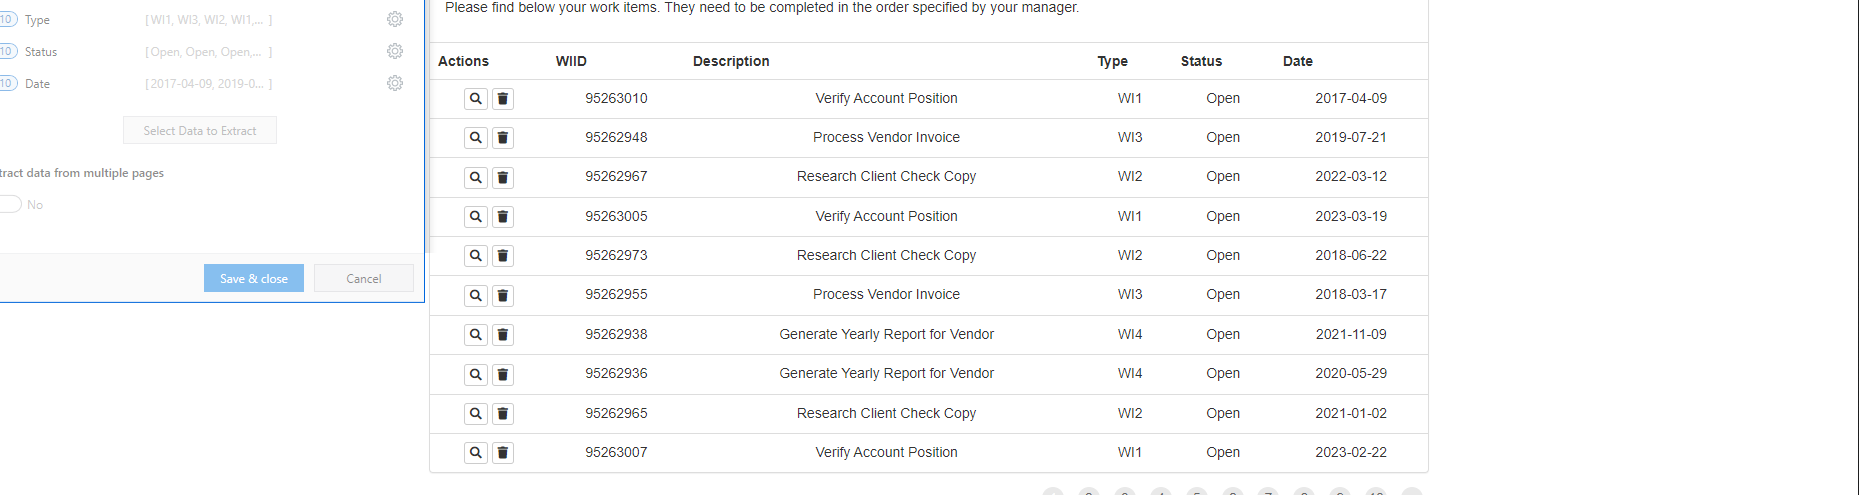 10 Type [WI1, WI3, WI2, WI1,... ]
10 Status [Open, Open, Open,... ]
10 Date [2017-04-09, 2019-0... ]
Select Data to Extract
tract data from multiple pages
No
Save & close Cancel
Please find below your work items. They need to be completed in the order specified by your manager.
Actions WIID Description Type Status Date
95263010 Verify Account Position WI1 Open 2017-04-09
95262948 Process Vendor Invoice WI3 Open 2019-07-21
95262967 Research Client Check Copy WI2 Open 2022-03-12
95263005 Verify Account Position WI1 Open 2023-03-19
95262973 Research Client Check Copy WI2 Open 2018-06-22
95262955 Process Vendor Invoice WI3 Open 2018-03-17
95262938 Generate Yearly Report for Vendor WI4 Open 2021-11-09
95262936 Generate Yearly Report for Vendor WI4 Open 2020-05-29
95262965 Research Client Check Copy WI2 Open 2021-01-02
95263007 Verify Account Position WI1 Open 2023-02-22